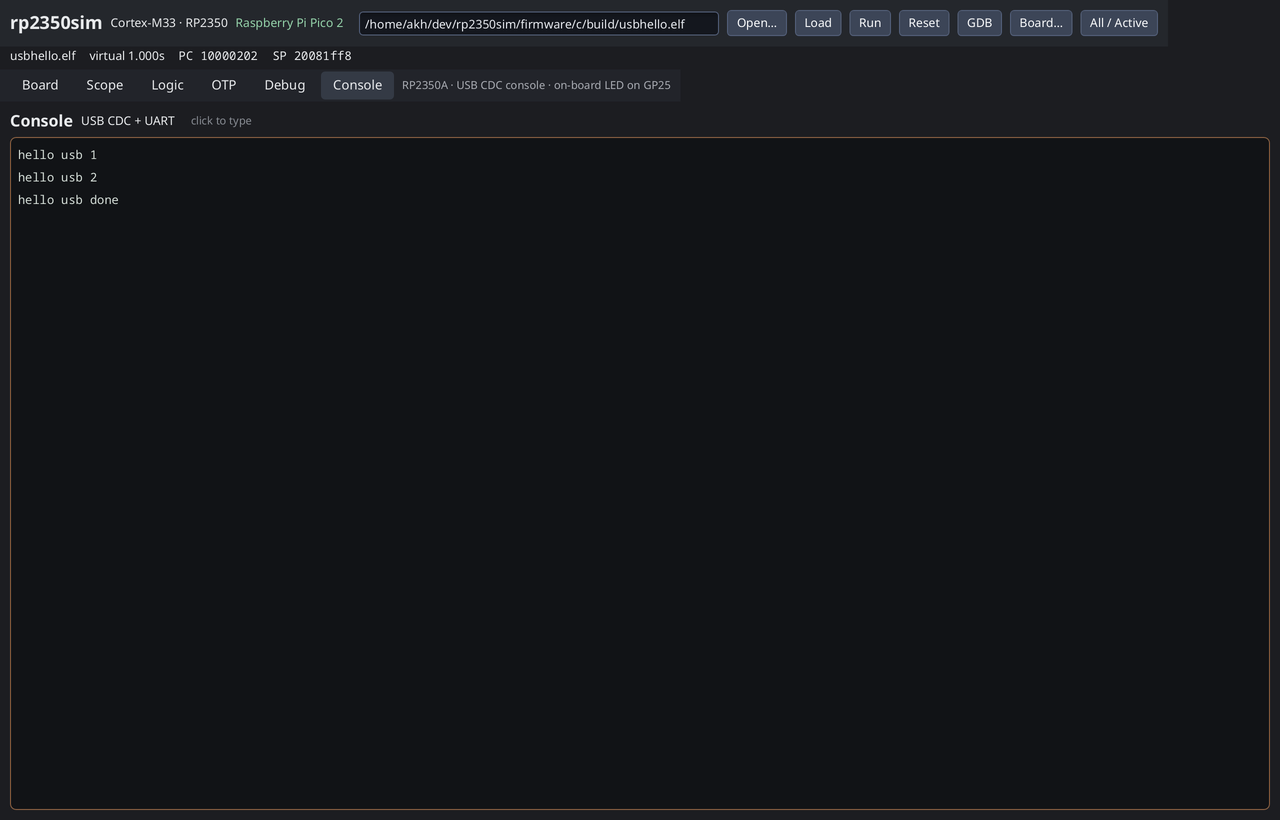 rp2350sim Cortex-M33 · RP2350 Raspberry Pi Pico 2 /home/akh/dev/rp2350sim/firmware/c/build/usbhello.elf Open... Load Run Reset GDB Board... All / Active
usbhello.elf virtual 1.000s PC 10000202 SP 20081ff8
Board Scope Logic OTP Debug Console RP2350A · USB CDC console · on-board LED on GP25
Console USB CDC + UART click to type
hello usb 1
hello usb 2
hello usb done